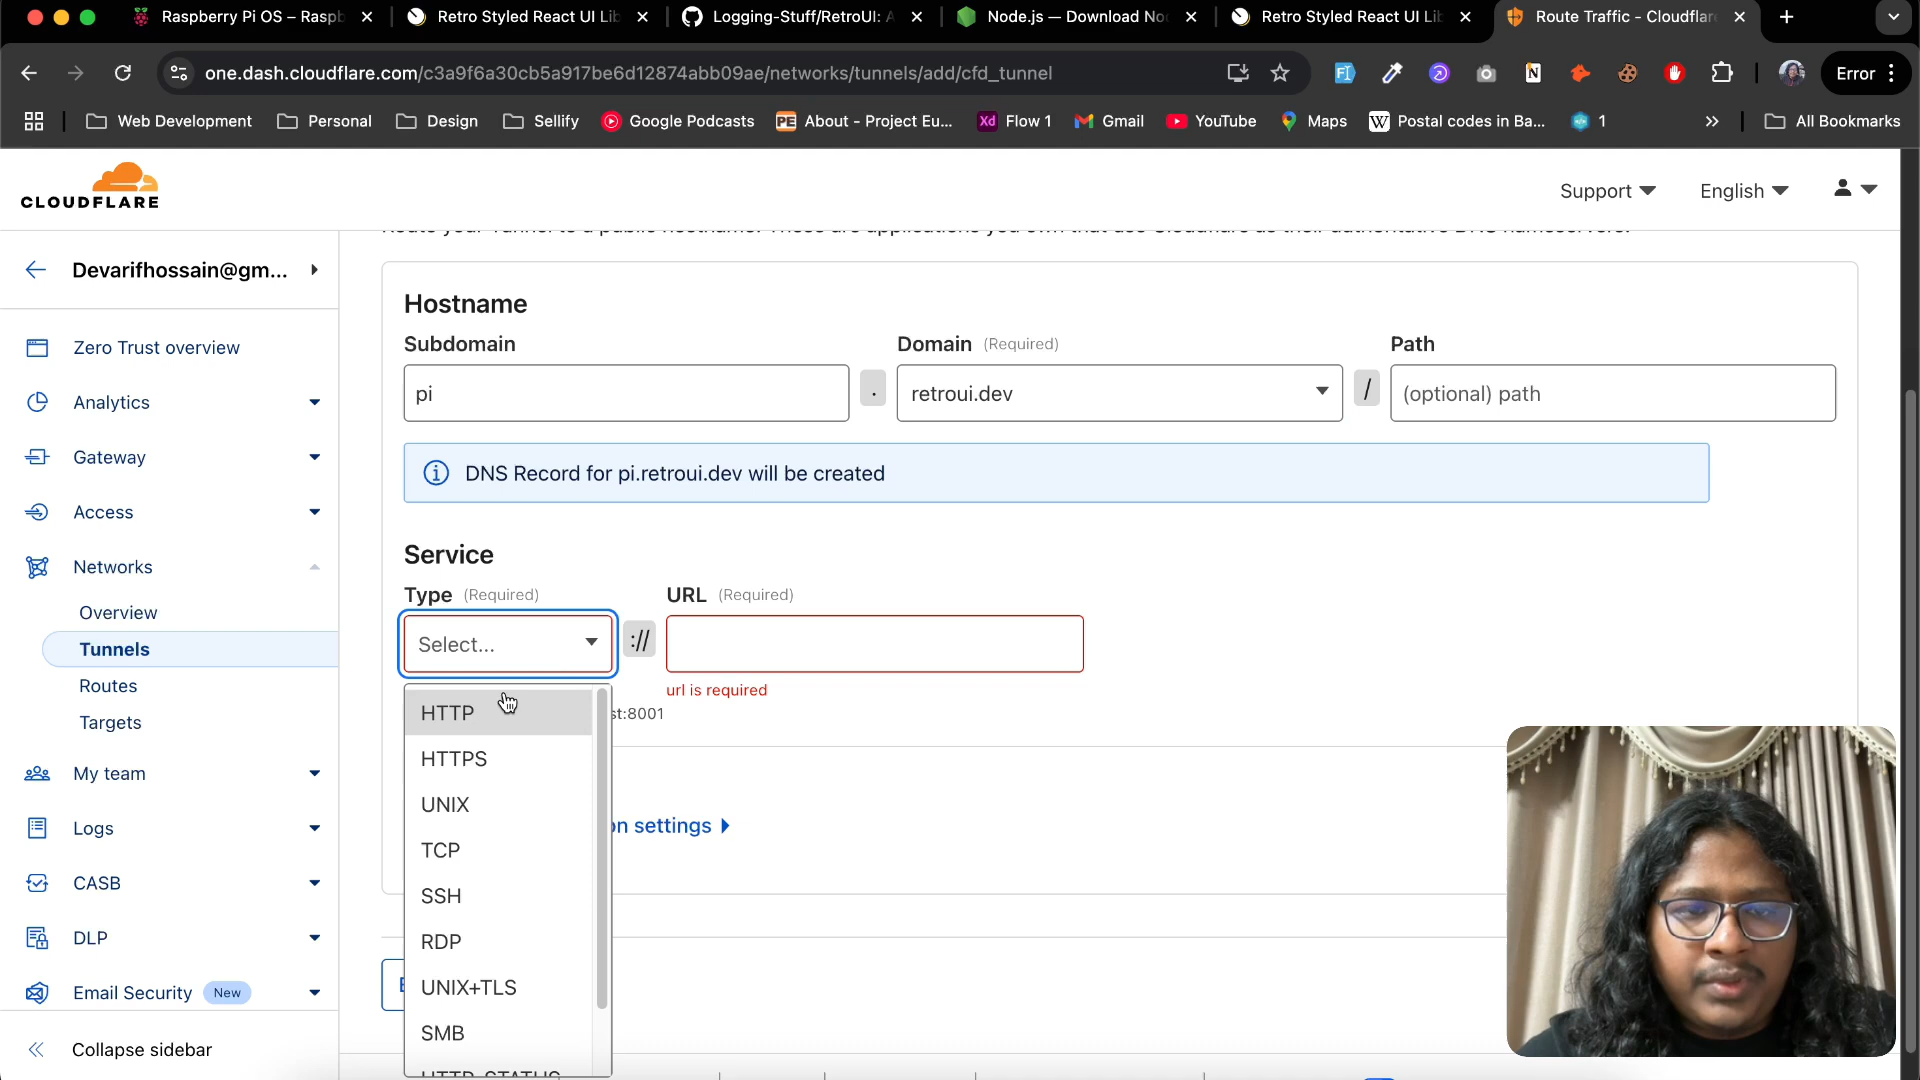 Raspberry Pi OS – Raspb
Retro Styled React UI Lib
Logging-Stuff/RetroUI: A
Node.js — Download No
Retro Styled React UI Lib
Route Traffic - Cloudflar
one.dash.cloudflare.com/c3a9f6a30cb5a917be6d12874abb09ae/networks/tunnels/add/cfd_tunnel
Error
Web Development
Personal
Design
Sellify
Google Podcasts
About - Project Eu...
Flow 1
Gmail
YouTube
Maps
Postal codes in Ba...
1
All Bookmarks
CLOUDFLARE
Support
English
Devarifhossain@gm...
Zero Trust overview
Analytics
Gateway
Access
Networks
Overview
Tunnels
Routes
Targets
My team
Logs
CASB
DLP
Email Security New
Collapse sidebar
Route your Tunnel to a public hostname. These are applications you own that use Cloudflare as their authoritative DNS nameservers.
Hostname
Subdomain
Domain (Required)
Path
pi
.
retroui.dev
/
(optional) path
DNS Record for pi.retroui.dev will be created
Service
Type (Required)
URL (Required)
Select...
://
url is required
st:8001
HTTP
HTTPS
UNIX
TCP
SSH
RDP
UNIX+TLS
SMB
HTTP_STATUS
on settings